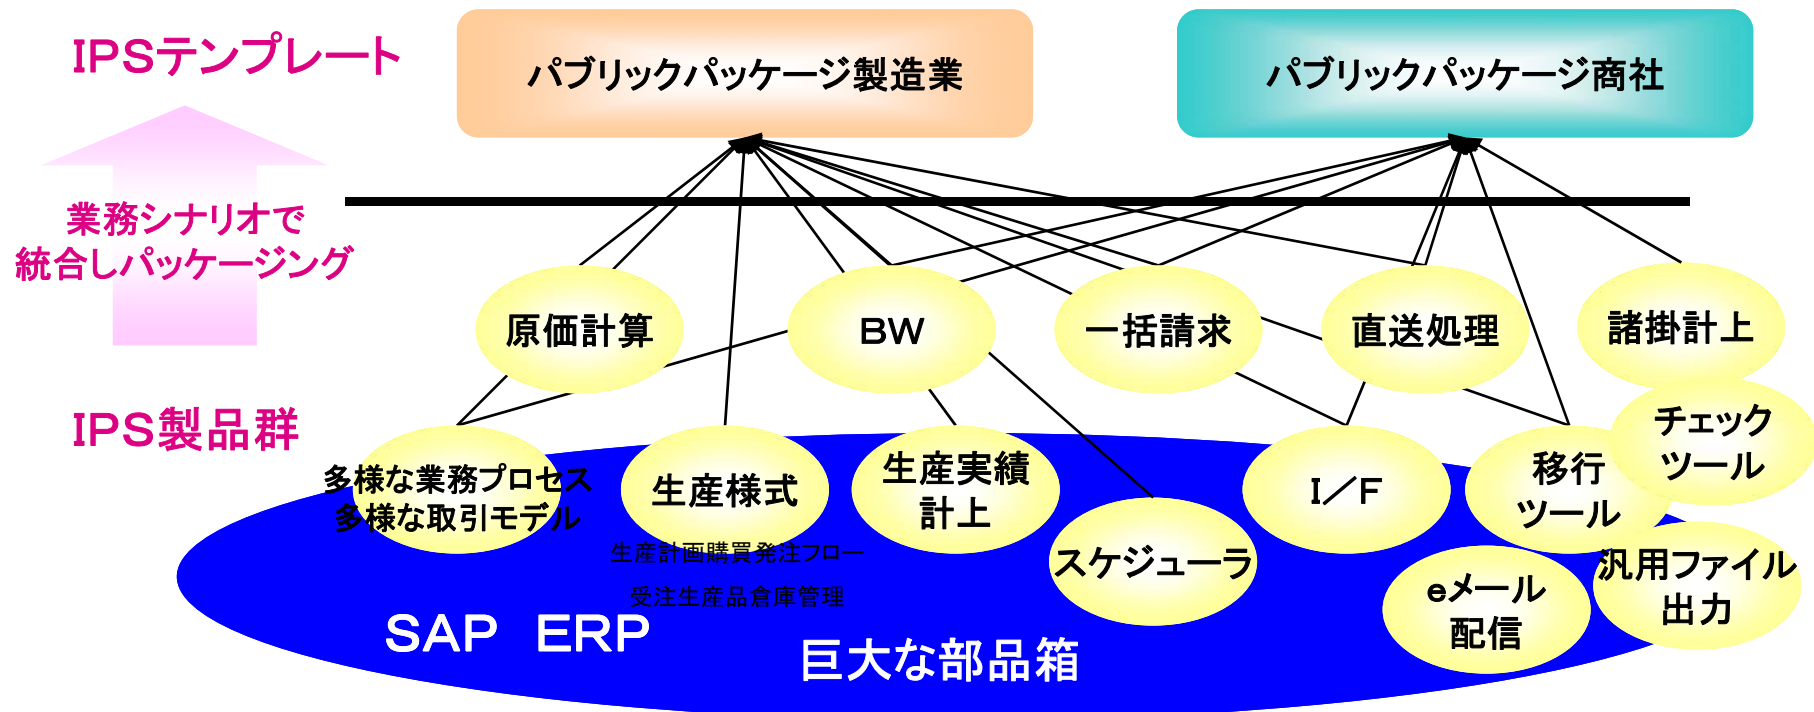 IPSテンプレート
パブリックパッケージ製造業
パブリックパッケージ商社
業務シナリオで
統合しパッケージング
原価計算
BW
一括請求
直送処理
諸掛計上
IPS製品群
チェック
ツール
多様な業務プロセス
多様な取引モデル
生産様式
生産実績
計上
I/F
移行
ツール
生産計画購買発注フロー
受注生産品倉庫管理
スケジューラ
eメール
配信
汎用ファイル
出力
SAP ERP
巨大な部品箱